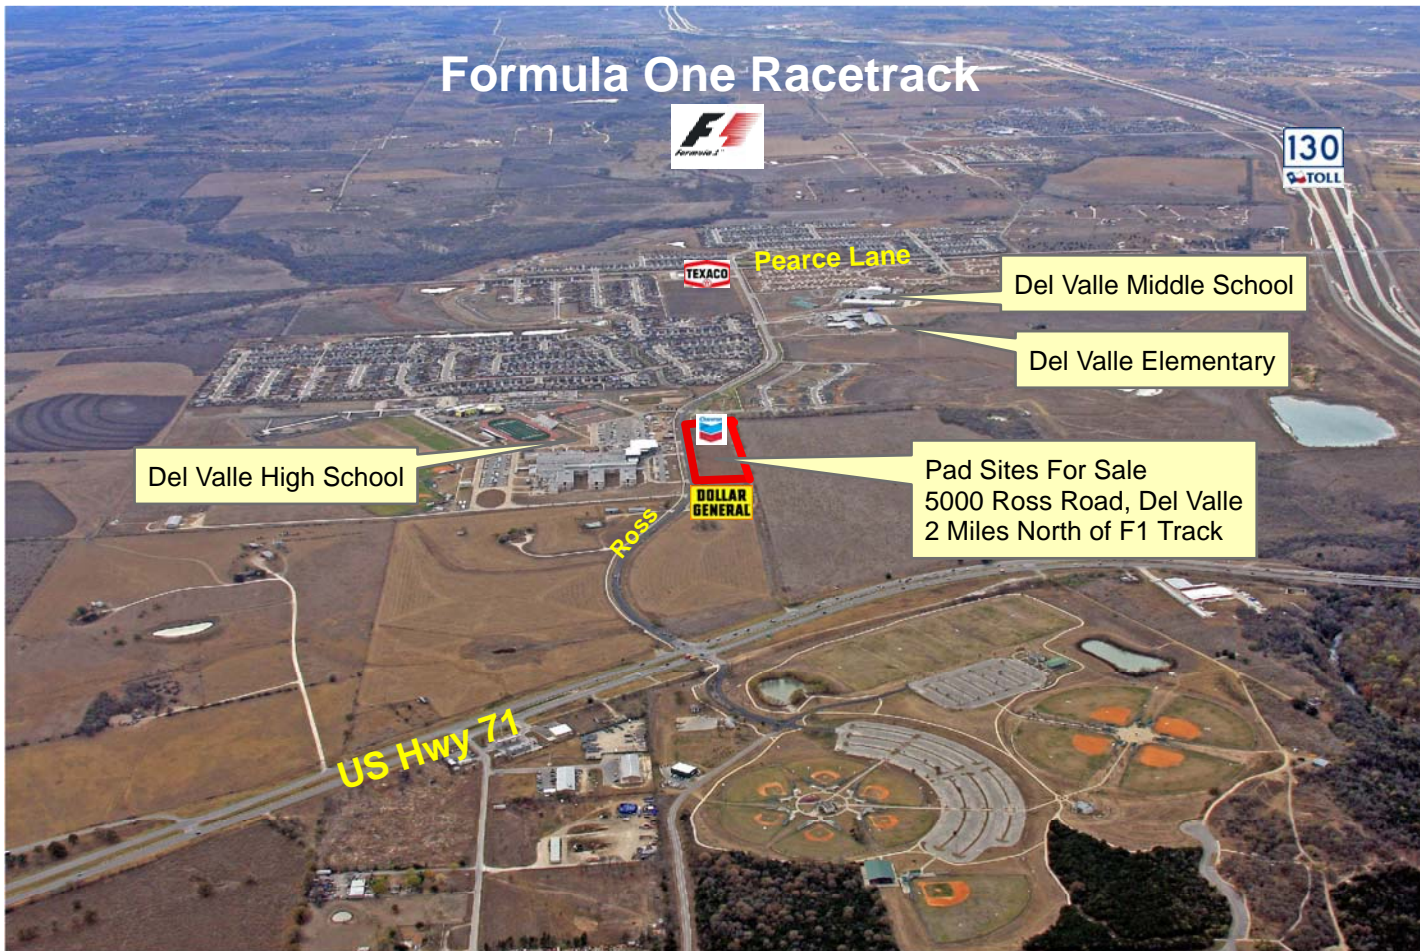 Formula One Racetrack
F1
Formula 1
130
TOLL
Pearce Lane
TEXACO
Del Valle Middle School
Del Valle Elementary
Chevron
Del Valle High School
Pad Sites For Sale
5000 Ross Road, Del Valle
2 Miles North of F1 Track
DOLLAR
GENERAL
Ross
US Hwy 71